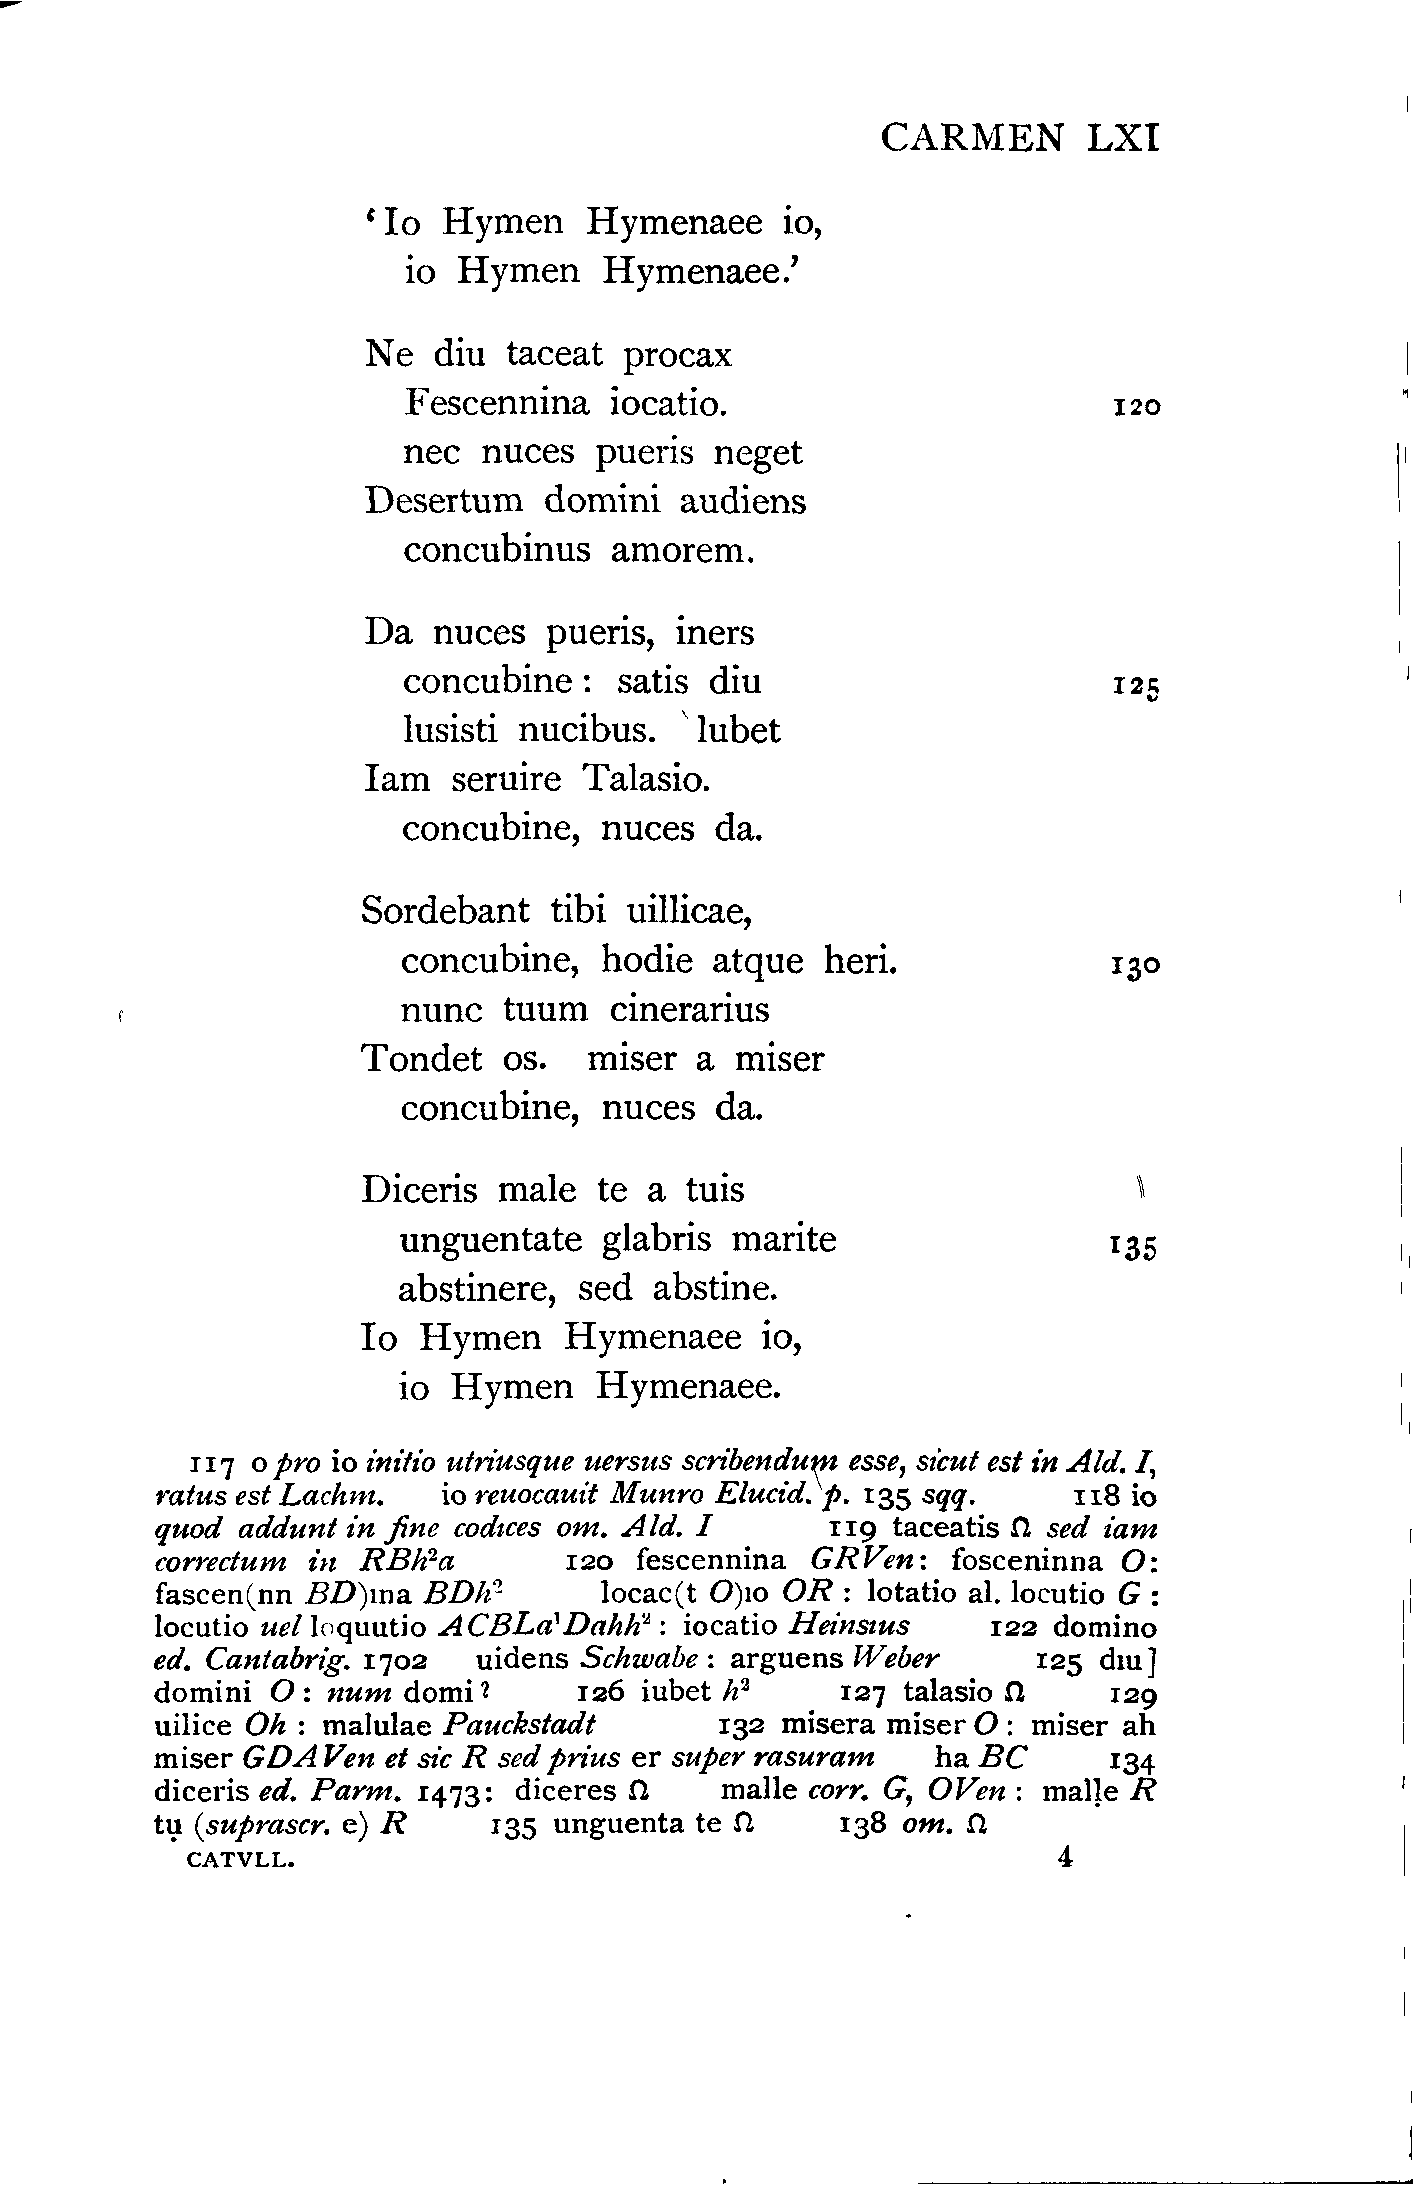 CARMEN LXI
‘Io Hymen Hymenaee io,
io Hymen Hymenaee.’
Ne diu taceat procax
Fescennina iocatio.
120
nec nuces pueris neget
Desertum domini audiens
concubinus amorem.
Da nuces pueris, iners
concubine : satis diu
125
lusisti nucibus. lubet
Iam seruire Talasio.
concubine, nuces da.
Sordebant tibi uillicae,
concubine, hodie atque heri.
130
nunc tuum cinerarius
Tondet os. miser a miser
concubine, nuces da.
Diceris male te a tuis
unguentate glabris marite
135
abstinere, sed abstine.
Io Hymen Hymenaee io,
io Hymen Hymenaee.
117 o pro io initio utriusque uersus scribendum esse, sicut est in Ald. I,
ratus est Lachm. io reuocauit Munro Elucid. p. 135 sqq. 118 io
quod addunt in fine codices om. Ald. I 119 taceatis Ω sed iam
correctum in RBh²a 120 fescennina GRVen: fosceninna O:
fascen(nn BD)ina BDh² locac(t O)io OR : lotatio al. locutio G :
locutio uel loquutio ACBLa¹Dahh² : iocatio Heinsius 122 domino
ed. Cantabrig. 1702 uidens Schwabe : arguens Weber 125 diu]
domini O : num domi ? 126 iubet h² 127 talasio Ω 129
uilice Oh : malulae Pauckstadt 132 misera miser O : miser ah
miser GDAVen et sic R sed prius er super rasuram ha BC 134
diceris ed. Parm. 1473: diceres Ω malle corr. G, OVen : maḷḷe R
tụ (suprascr. e) R 135 unguenta te Ω 138 om. Ω
CATVLL. 4